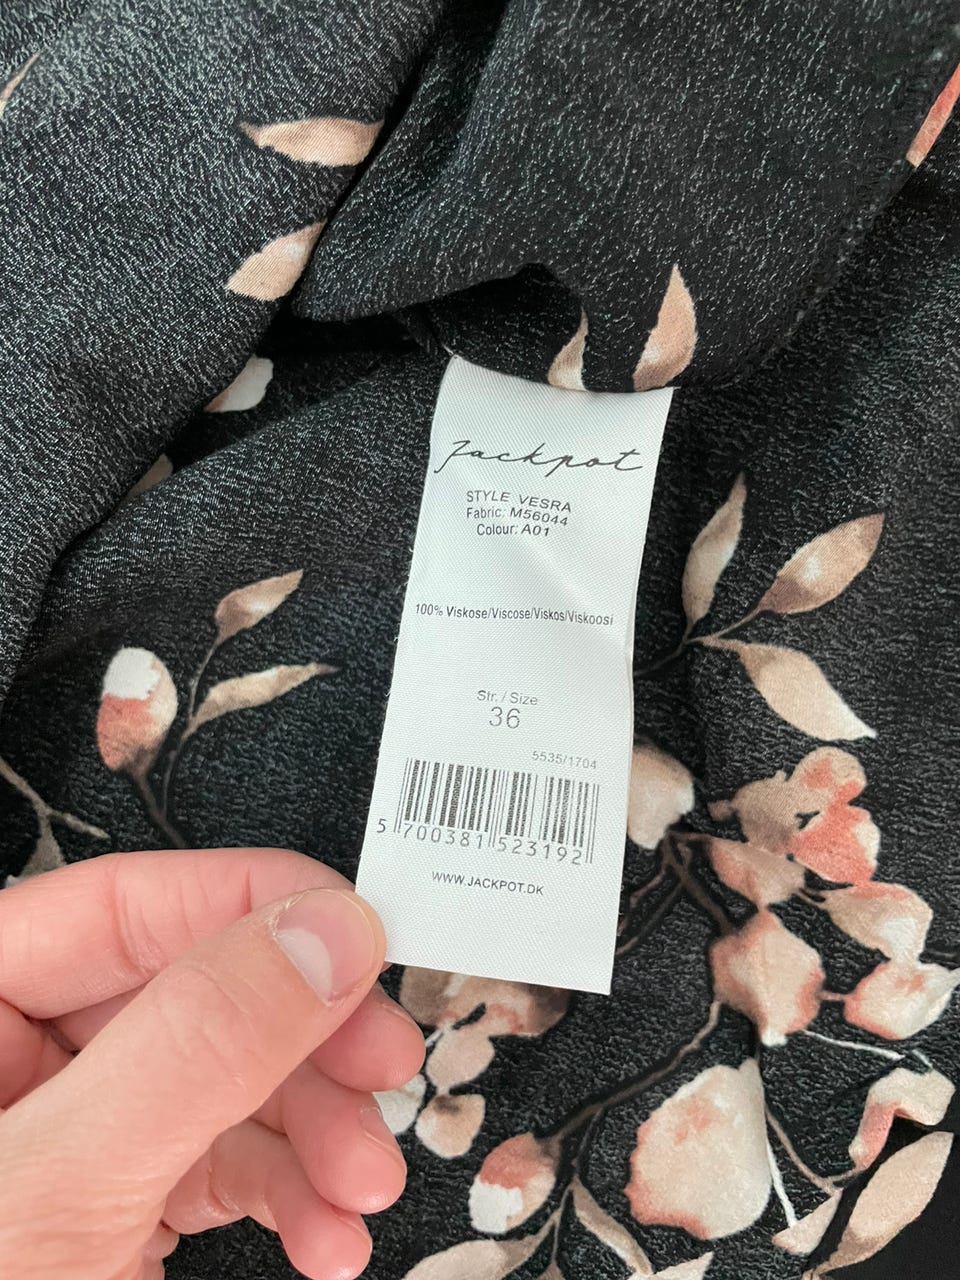 Jackpot
STYLE VESRA
Fabric: M56044
Colour: A01
100% Viskose/Viscose/Viskos/Viskoosi
Str. / Size
36
5535/1704
5 700381 523192
WWW.JACKPOT.DK